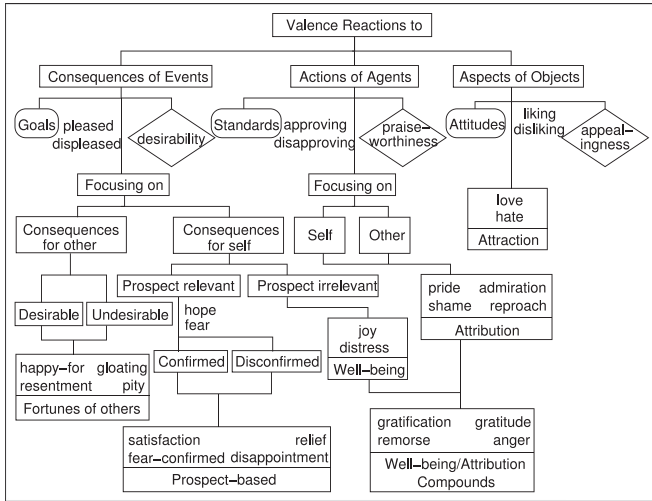 Valence Reactions to
Consequences of Events
Actions of Agents
Aspects of Objects
Goals
pleased
displeased
desirability
Standards
approving
disapproving
praise–
worthiness
Attitudes
liking
disliking
appeal–
ingness
Focusing on
Focusing on
love
hate
Attraction
Consequences
for other
Consequences
for self
Self
Other
Prospect relevant
Prospect irrelevant
pride admiration
shame reproach
Attribution
Desirable
Undesirable
hope
fear
joy
distress
Well–being
Confirmed
Disconfirmed
happy–for gloating
resentment pity
Fortunes of others
satisfaction relief
fear–confirmed disappointment
Prospect–based
gratification gratitude
remorse anger
Well–being/Attribution
Compounds